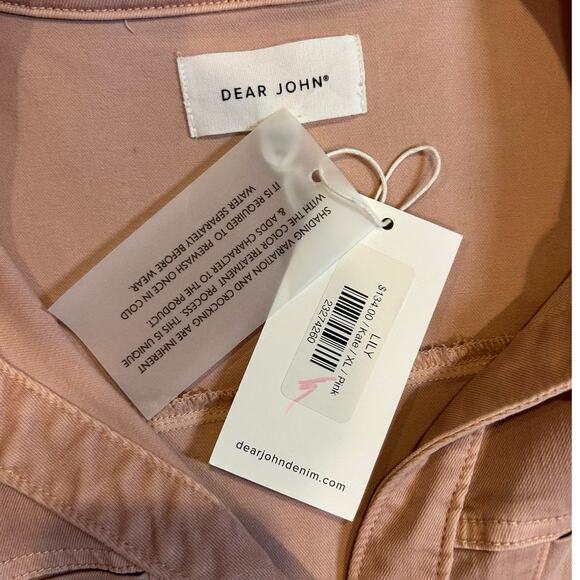 DEAR JOHN®
SHADING VARIATION AND CROCKING ARE INHERENT
WITH THE COLOR TREATMENT PROCESS. THIS IS UNIQUE
& ADDS CHARACTER TO THE PRODUCT.
IT IS REQUIRED TO PREWASH ONCE IN COLD
WATER SEPARATELY BEFORE WEAR
LILY
$134.00 / Kate / XL / Pink
23274260
dearjohndenim.com